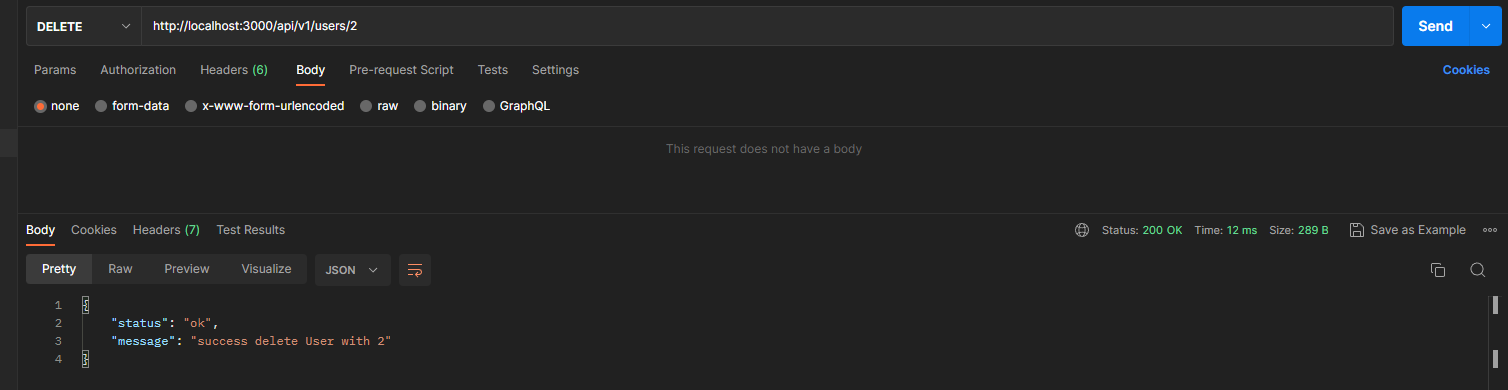 DELETE http://localhost:3000/api/v1/users/2 Send
Params Authorization Headers (6) Body Pre-request Script Tests Settings Cookies
none form-data x-www-form-urlencoded raw binary GraphQL
This request does not have a body
Body Cookies Headers (7) Test Results Status: 200 OK Time: 12 ms Size: 289 B Save as Example
Pretty Raw Preview Visualize JSON
1 {
2 "status": "ok",
3 "message": "success delete User with 2"
4 }